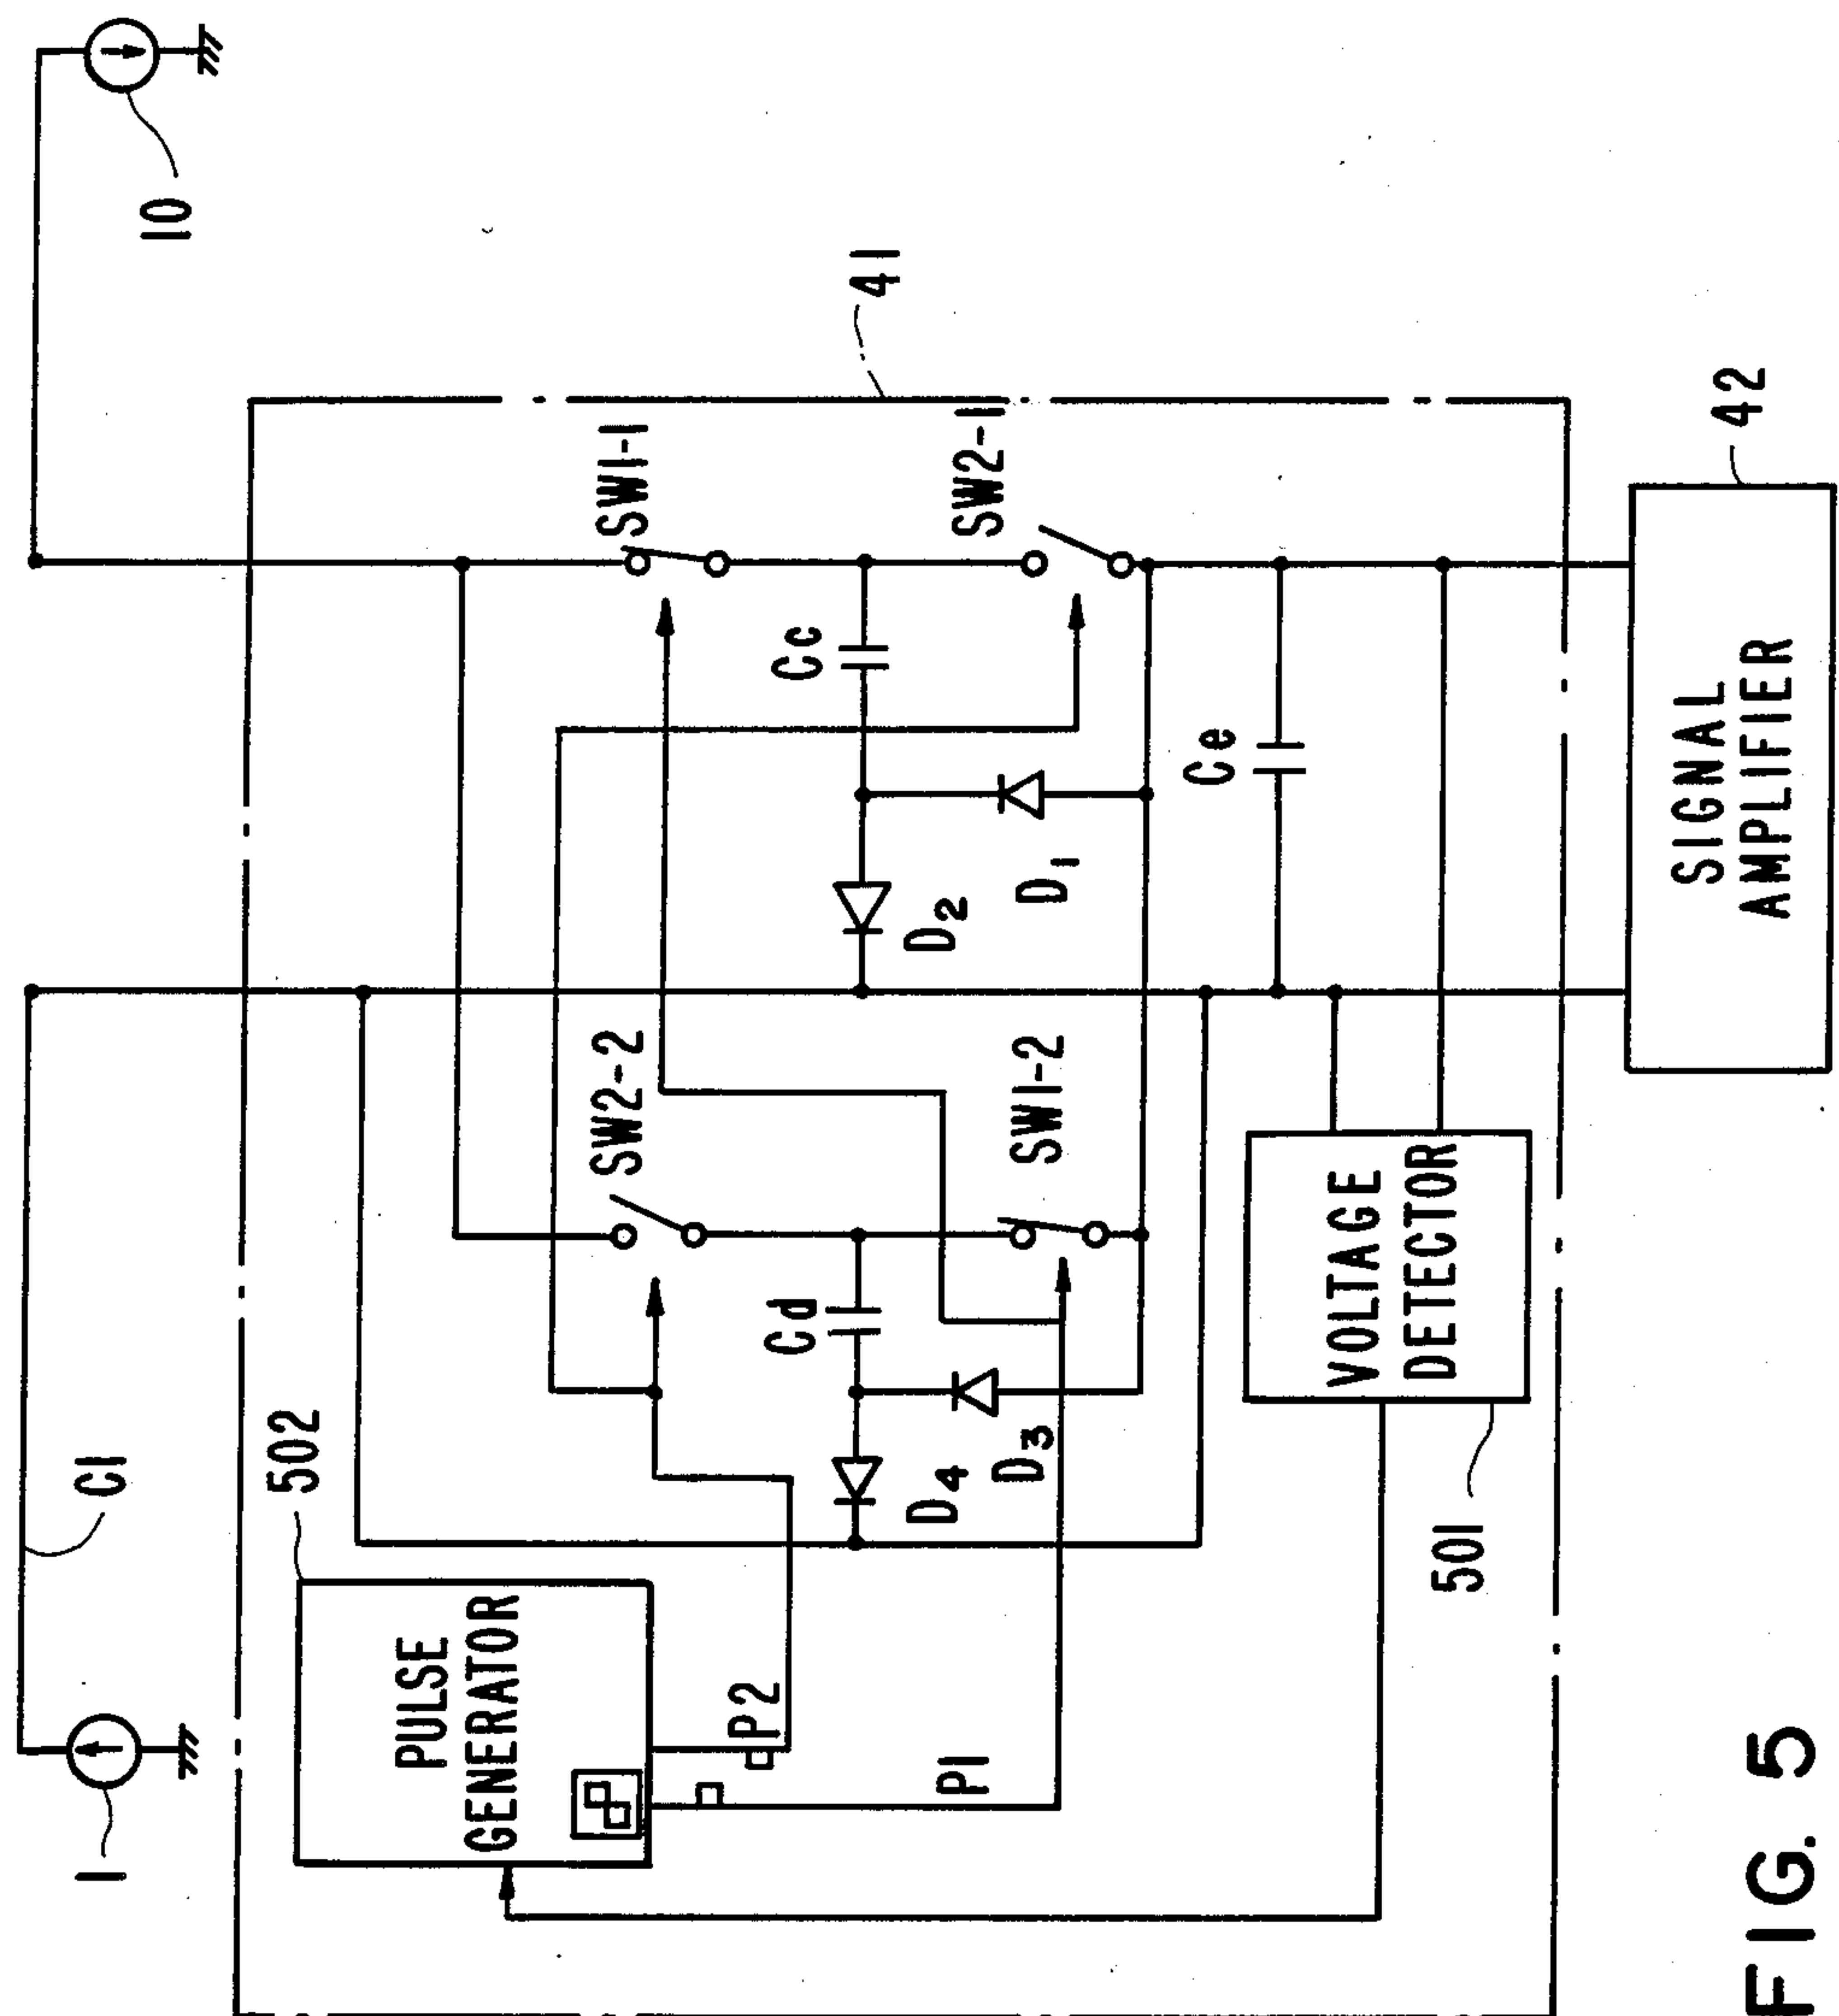 1
C1
10
502
PULSE
GENERATOR
P2
P1
SW2-2
SW1-1
41
Cd
Cc
D4
D3
D2
D1
SW1-2
SW2-1
Ce
501
VOLTAGE
DETECTOR
42
SIGNAL
AMPLIFIER
FIG. 5